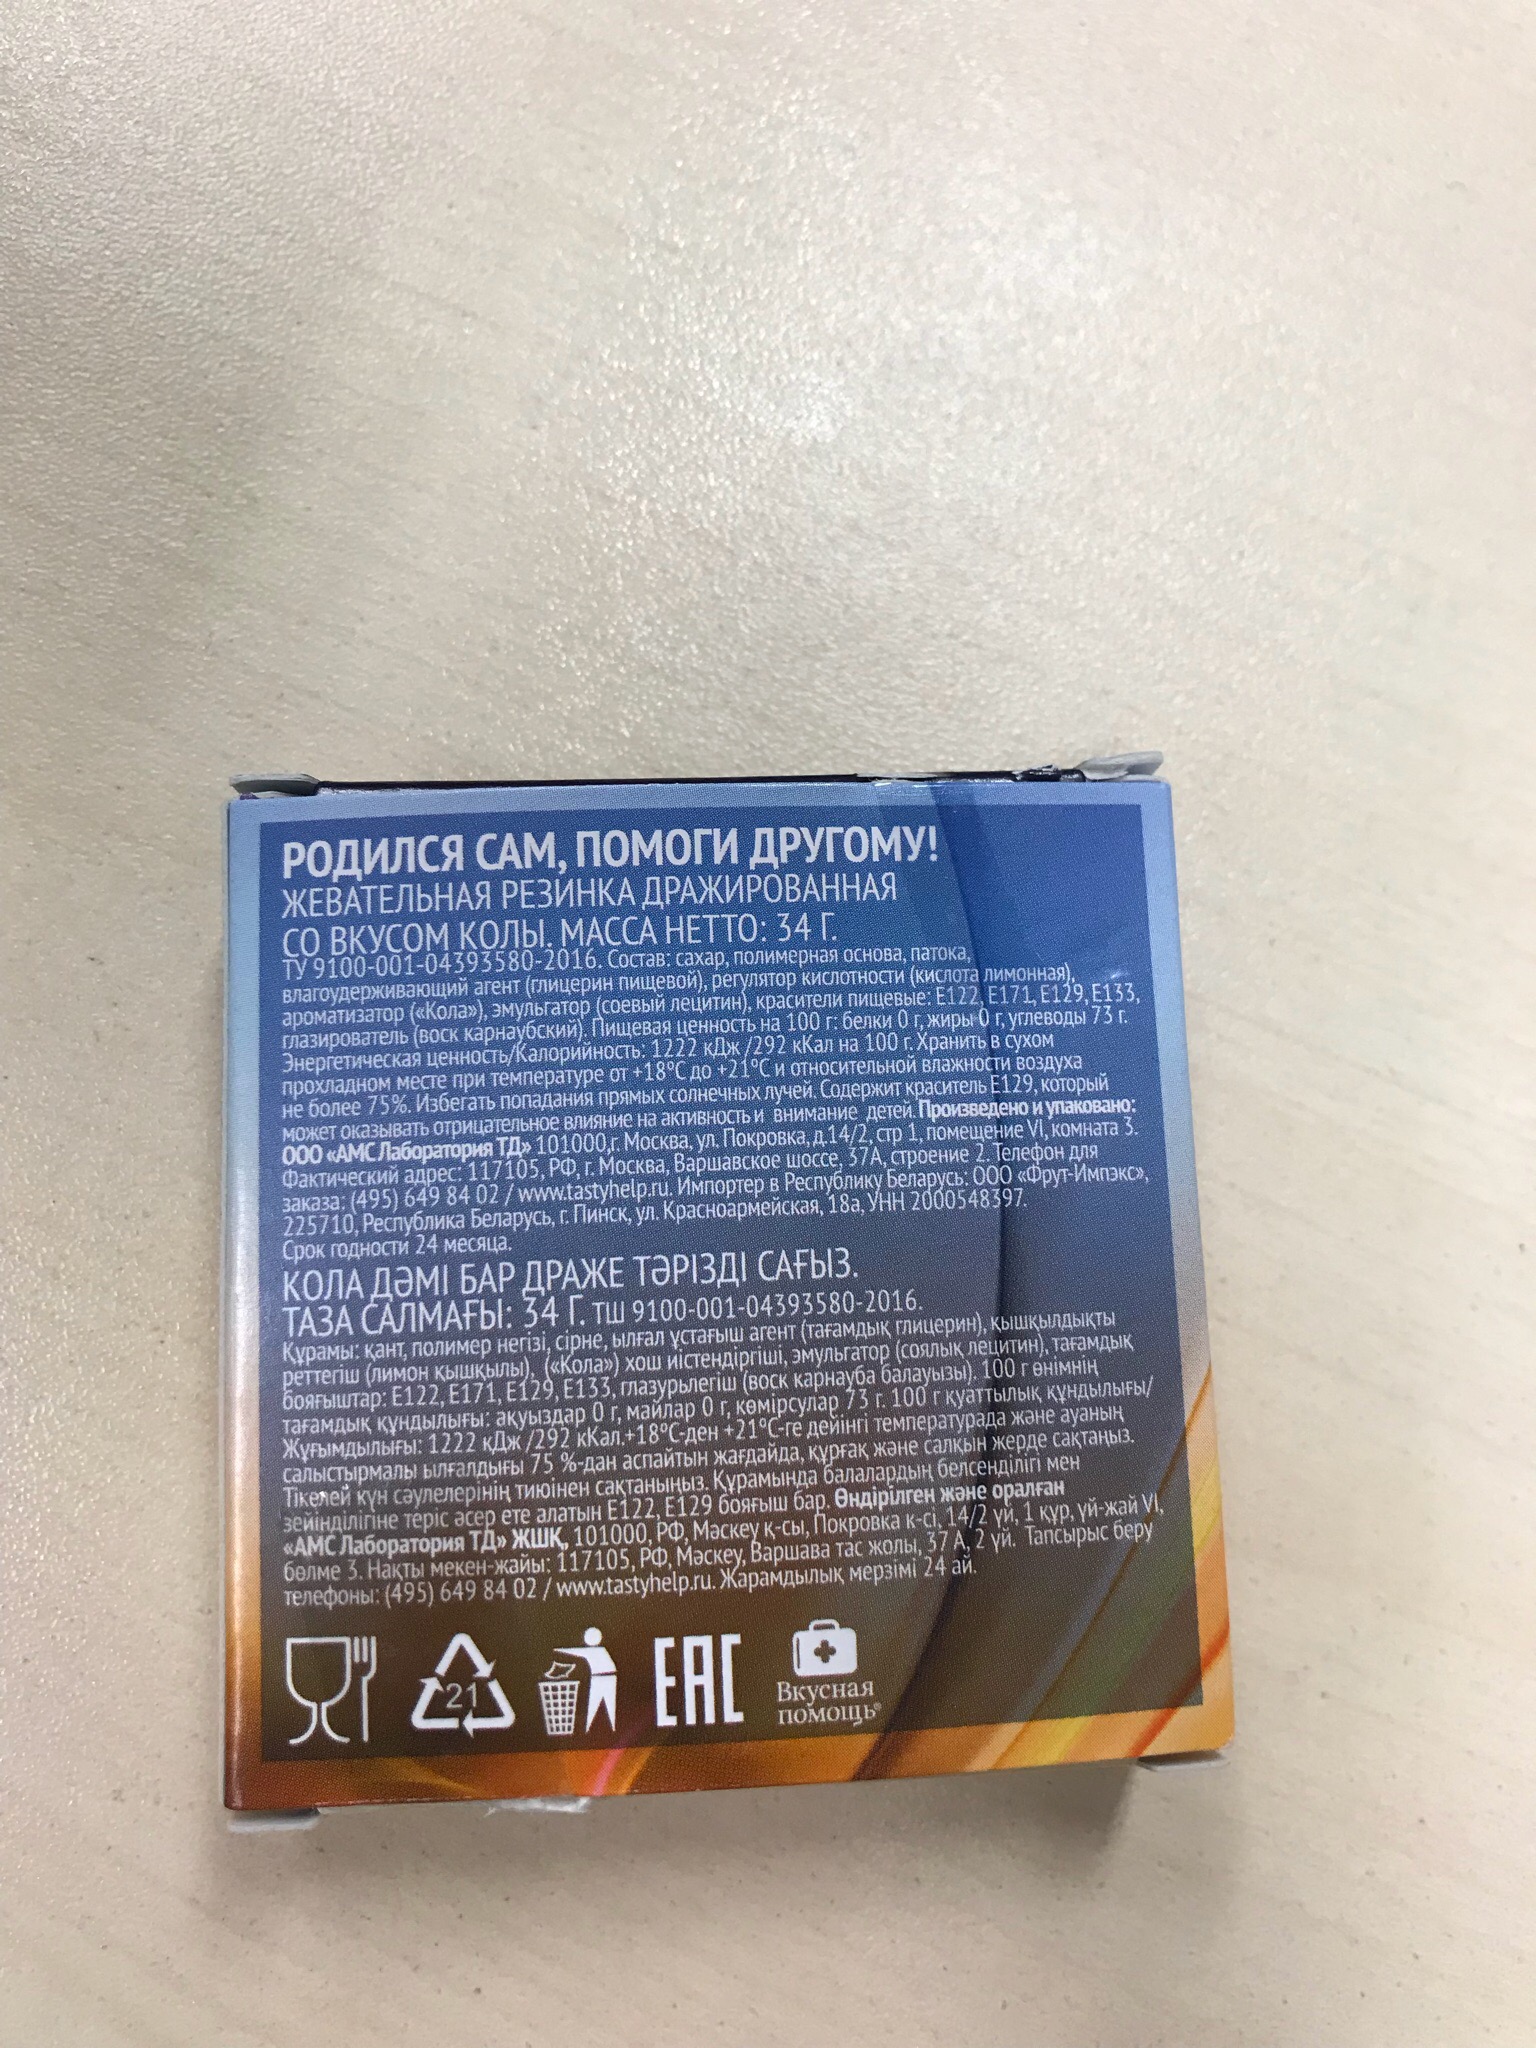 РОДИЛСЯ САМ, ПОМОГИ ДРУГОМУ!
ЖЕВАТЕЛЬНАЯ РЕЗИНКА ДРАЖИРОВАННАЯ
СО ВКУСОМ КОЛЫ. МАССА НЕТТО: 34 Г.
ТУ 9100-001-04393580-2016. Состав: сахар, полимерная основа, патока,
влагоудерживающий агент (глицерин пищевой), регулятор кислотности (кислота лимонная),
ароматизатор («Кола»), эмульгатор (соевый лецитин), красители пищевые: Е122, Е171, Е129, Е133,
глазирователь (воск карнаубский). Пищевая ценность на 100 г: белки 0 г, жиры 0 г, углеводы 73 г.
Энергетическая ценность/Калорийность: 1222 кДж /292 кКал на 100 г. Хранить в сухом
прохладном месте при температуре от +18°С до +21°С и относительной влажности воздуха
не более 75%. Избегать попадания прямых солнечных лучей. Содержит краситель Е129, который
может оказывать отрицательное влияние на активность и внимание детей. Произведено и упаковано:
ООО «АМС Лаборатория ТД» 101000,г. Москва, ул. Покровка, д.14/2, стр 1, помещение VI, комната 3.
Фактический адрес: 117105, РФ, г. Москва, Варшавское шоссе, 37А, строение 2. Телефон для
заказа: (495) 649 84 02 / www.tastyhelp.ru. Импортер в Республику Беларусь: ООО «Фрут-Импэкс»,
225710, Республика Беларусь, г. Пинск, ул. Красноармейская, 18а, УНН 2000548397.
Срок годности 24 месяца.
КОЛА ДӘМІ БАР ДРАЖЕ ТӘРІЗДІ САҒЫЗ.
ТАЗА САЛМАҒЫ: 34 Г. ТШ 9100-001-04393580-2016.
Құрамы: қант, полимер негізі, сірне, ылғал ұстағыш агент (тағамдық глицерин), қышқылдықты
реттегіш (лимон қышқылы), («Кола») хош иістендіргіші, эмульгатор (соялық лецитин), тағамдық
бояғыштар: Е122, Е171, Е129, Е133, глазурьлегіш (воск карнауба балауызы). 100 г өнімнің
тағамдық құндылығы: ақуыздар 0 г, майлар 0 г, көмірсулар 73 г. 100 г қуаттылық құндылығы/
Жұғымдылығы: 1222 кДж /292 кКал.+18°С-ден +21°С-ге дейінгі температурада және ауаның
салыстырмалы ылғалдығы 75 %-дан аспайтын жағдайда, құрғақ және салқын жерде сақтаңыз.
Тікелей күн сәулелерінің тиюінен сақтаныңыз. Құрамында балалардың белсенділігі мен
зейінділігіне теріс әсер ете алатын Е122, Е129 бояғыш бар. Өндірілген және оралған
«АМС Лаборатория ТД» ЖШҚ, 101000, РФ, Мәскеу қ-сы, Покровка к-сі, 14/2 үй, 1 құр, үй-жай VI,
бөлме 3. Нақты мекен-жайы: 117105, РФ, Мәскеу, Варшава тас жолы, 37 А, 2 үй. Тапсырыс беру
телефоны: (495) 649 84 02 / www.tastyhelp.ru. Жарамдылық мерзімі 24 ай.
21
ЕАС
Вкусная
помощь®